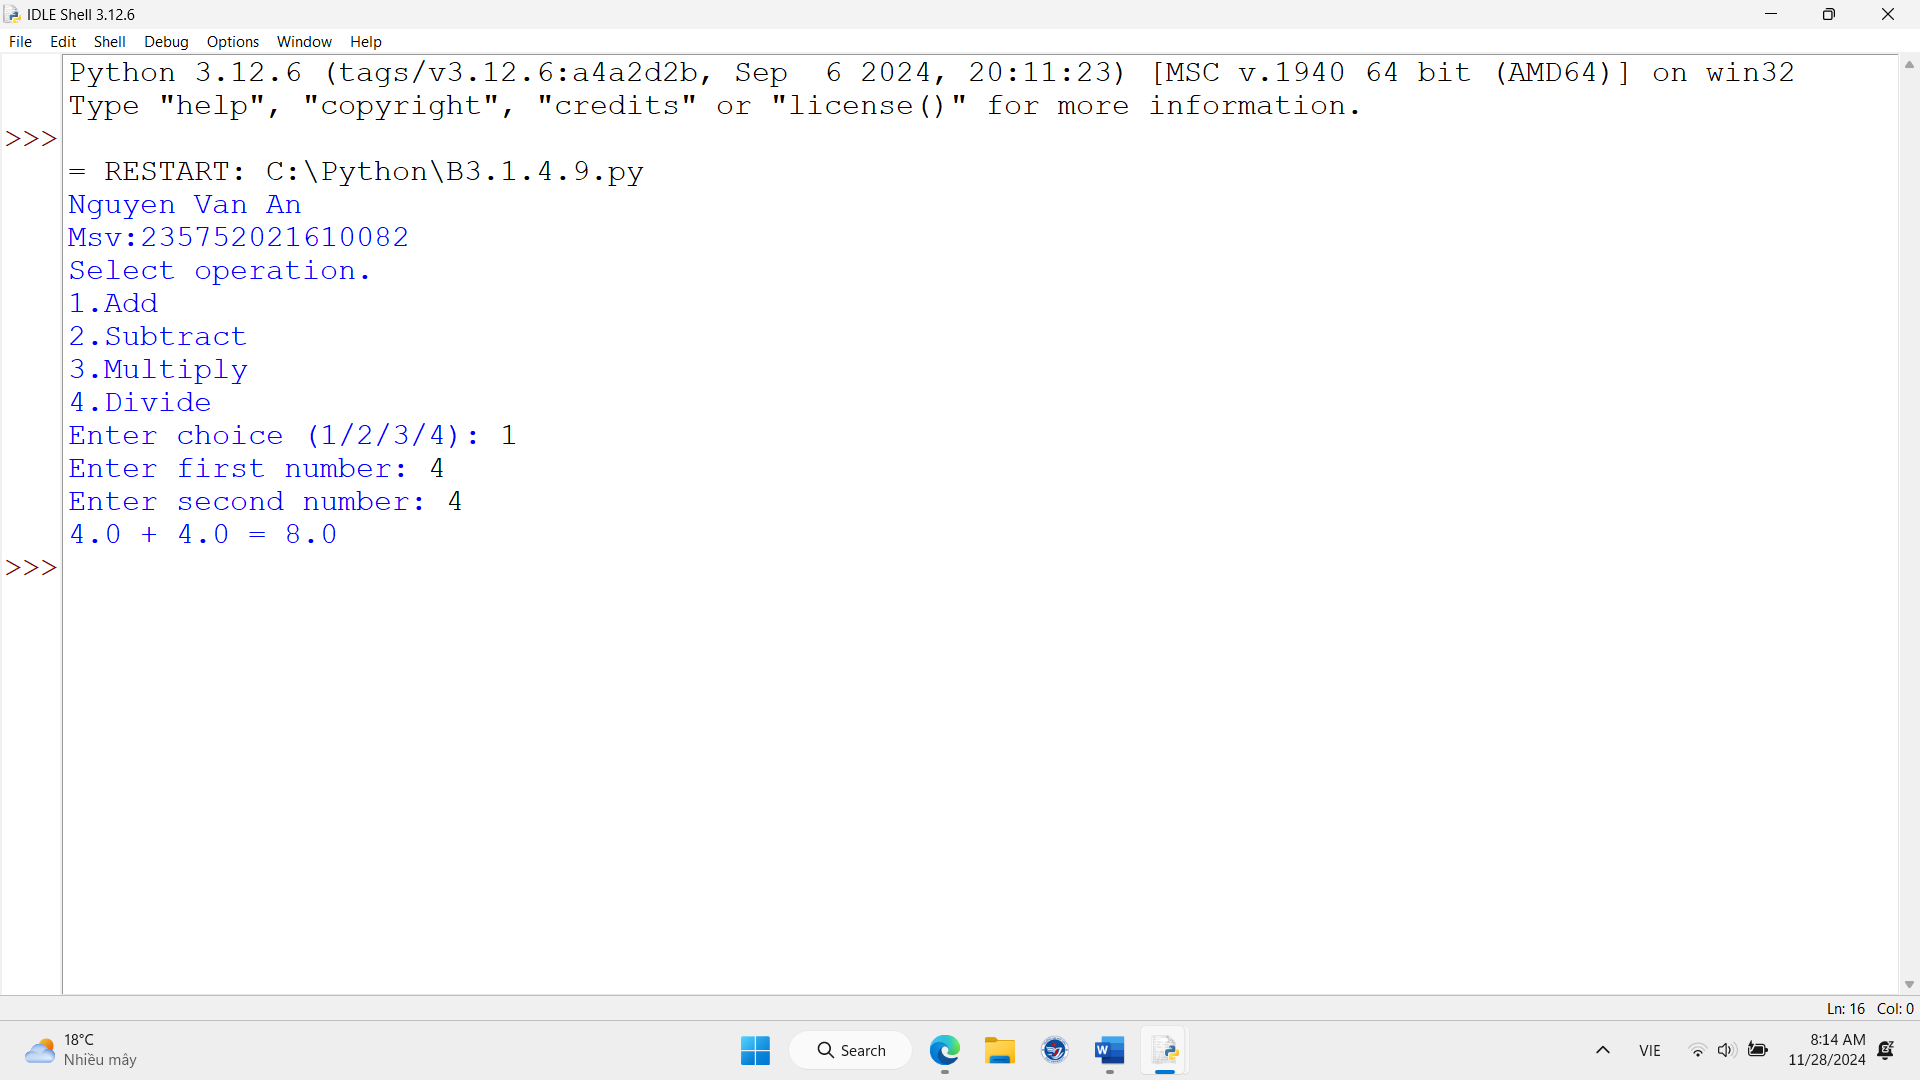 IDLE Shell 3.12.6
File Edit Shell Debug Options Window Help
Python 3.12.6 (tags/v3.12.6:a4a2d2b, Sep  6 2024, 20:11:23) [MSC v.1940 64 bit (AMD64)] on win32
Type "help", "copyright", "credits" or "license()" for more information.
>>>
= RESTART: C:\Python\B3.1.4.9.py
Nguyen Van An
Msv:235752021610082
Select operation.
1.Add
2.Subtract
3.Multiply
4.Divide
Enter choice (1/2/3/4): 1
Enter first number: 4
Enter second number: 4
4.0 + 4.0 = 8.0
>>>
Ln: 16 Col: 0
18°C
Nhiều mây
Search
VIE
8:14 AM
11/28/2024